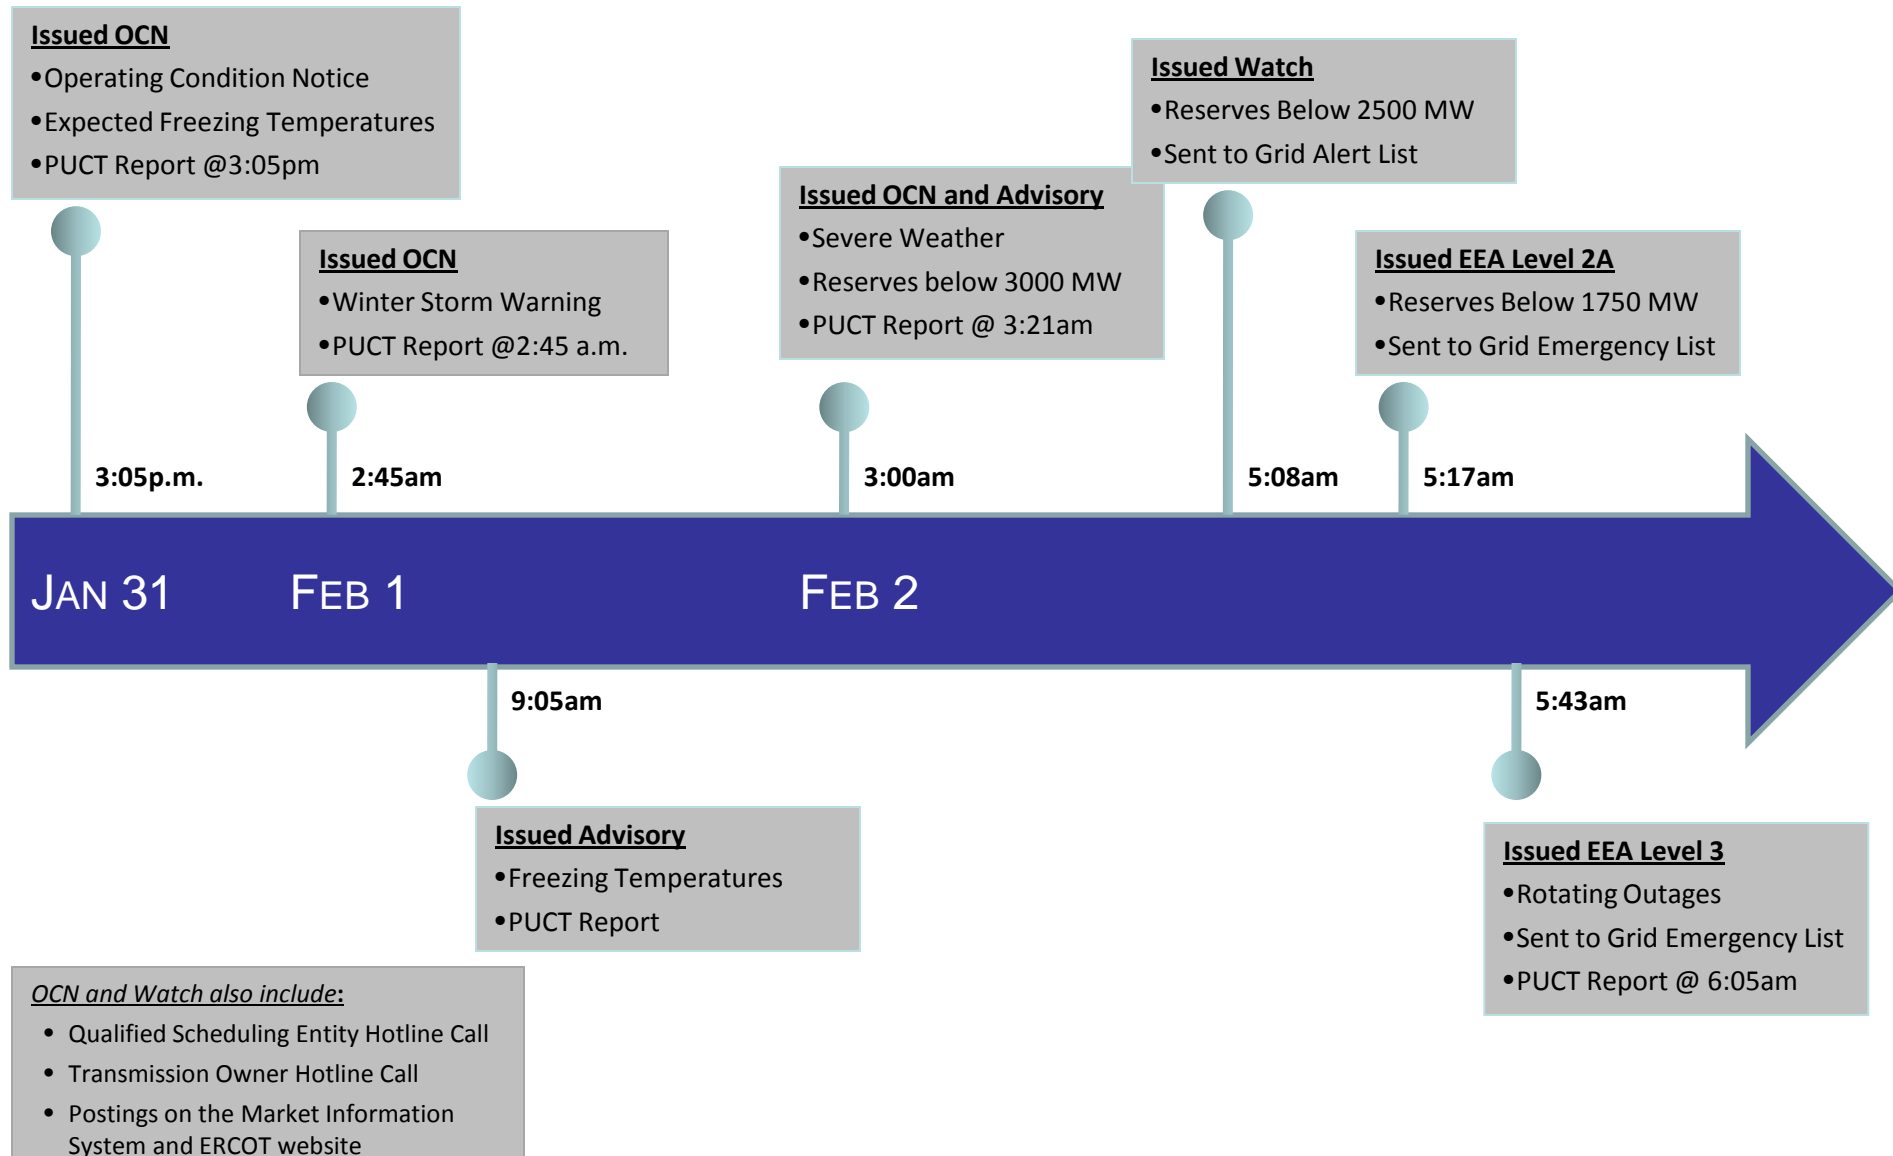 Issued OCN
•Operating Condition Notice
•Expected Freezing Temperatures
•PUCT Report @3:05pm
Issued OCN
•Winter Storm Warning
•PUCT Report @2:45 a.m.
Issued OCN and Advisory
•Severe Weather
•Reserves below 3000 MW
•PUCT Report @ 3:21am
Issued Watch
•Reserves Below 2500 MW
•Sent to Grid Alert List
Issued EEA Level 2A
•Reserves Below 1750 MW
•Sent to Grid Emergency List
3:05p.m.
2:45am
3:00am
5:08am
5:17am
JAN 31
FEB 1
FEB 2
9:05am
5:43am
Issued Advisory
•Freezing Temperatures
•PUCT Report
Issued EEA Level 3
•Rotating Outages
•Sent to Grid Emergency List
•PUCT Report @ 6:05am
OCN and Watch also include:
• Qualified Scheduling Entity Hotline Call
• Transmission Owner Hotline Call
• Postings on the Market Information
System and ERCOT website